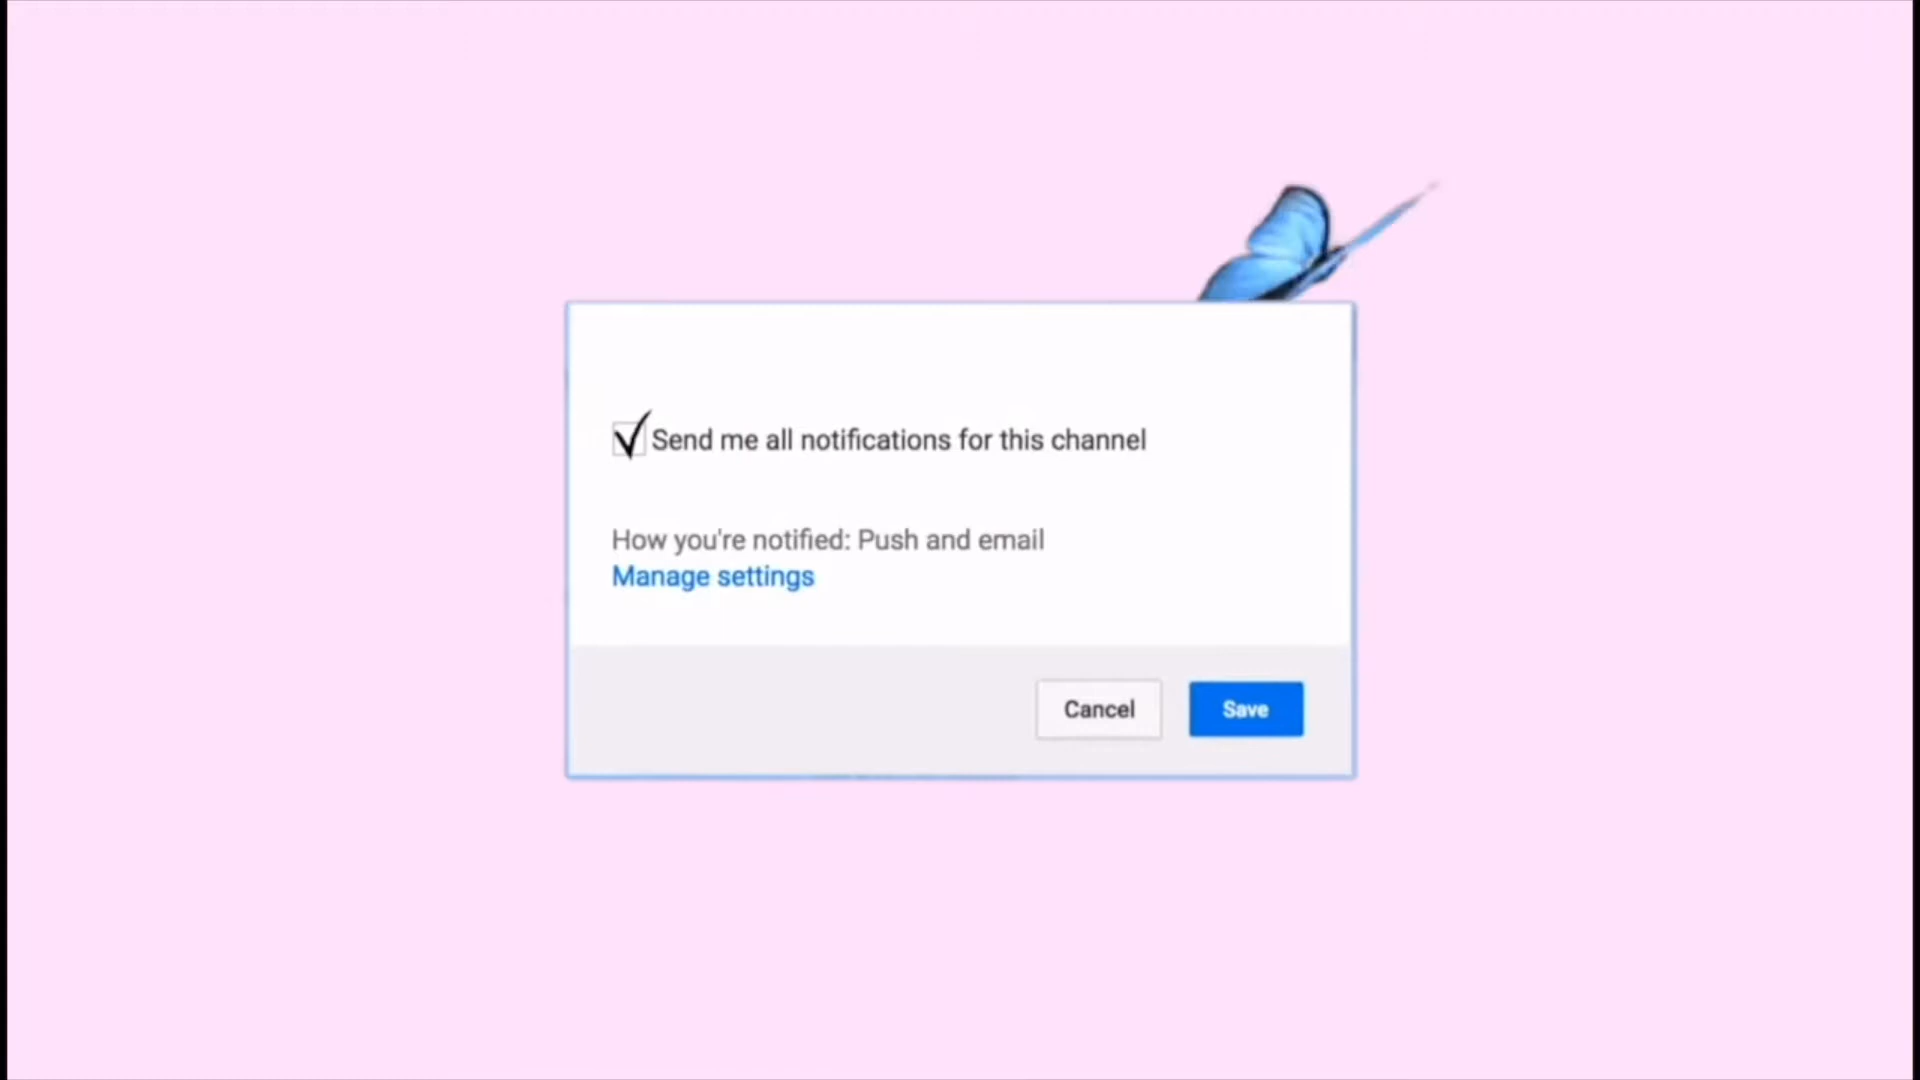 Send me all notifications for this channel
How you're notified: Push and email
Manage settings
Cancel
Save